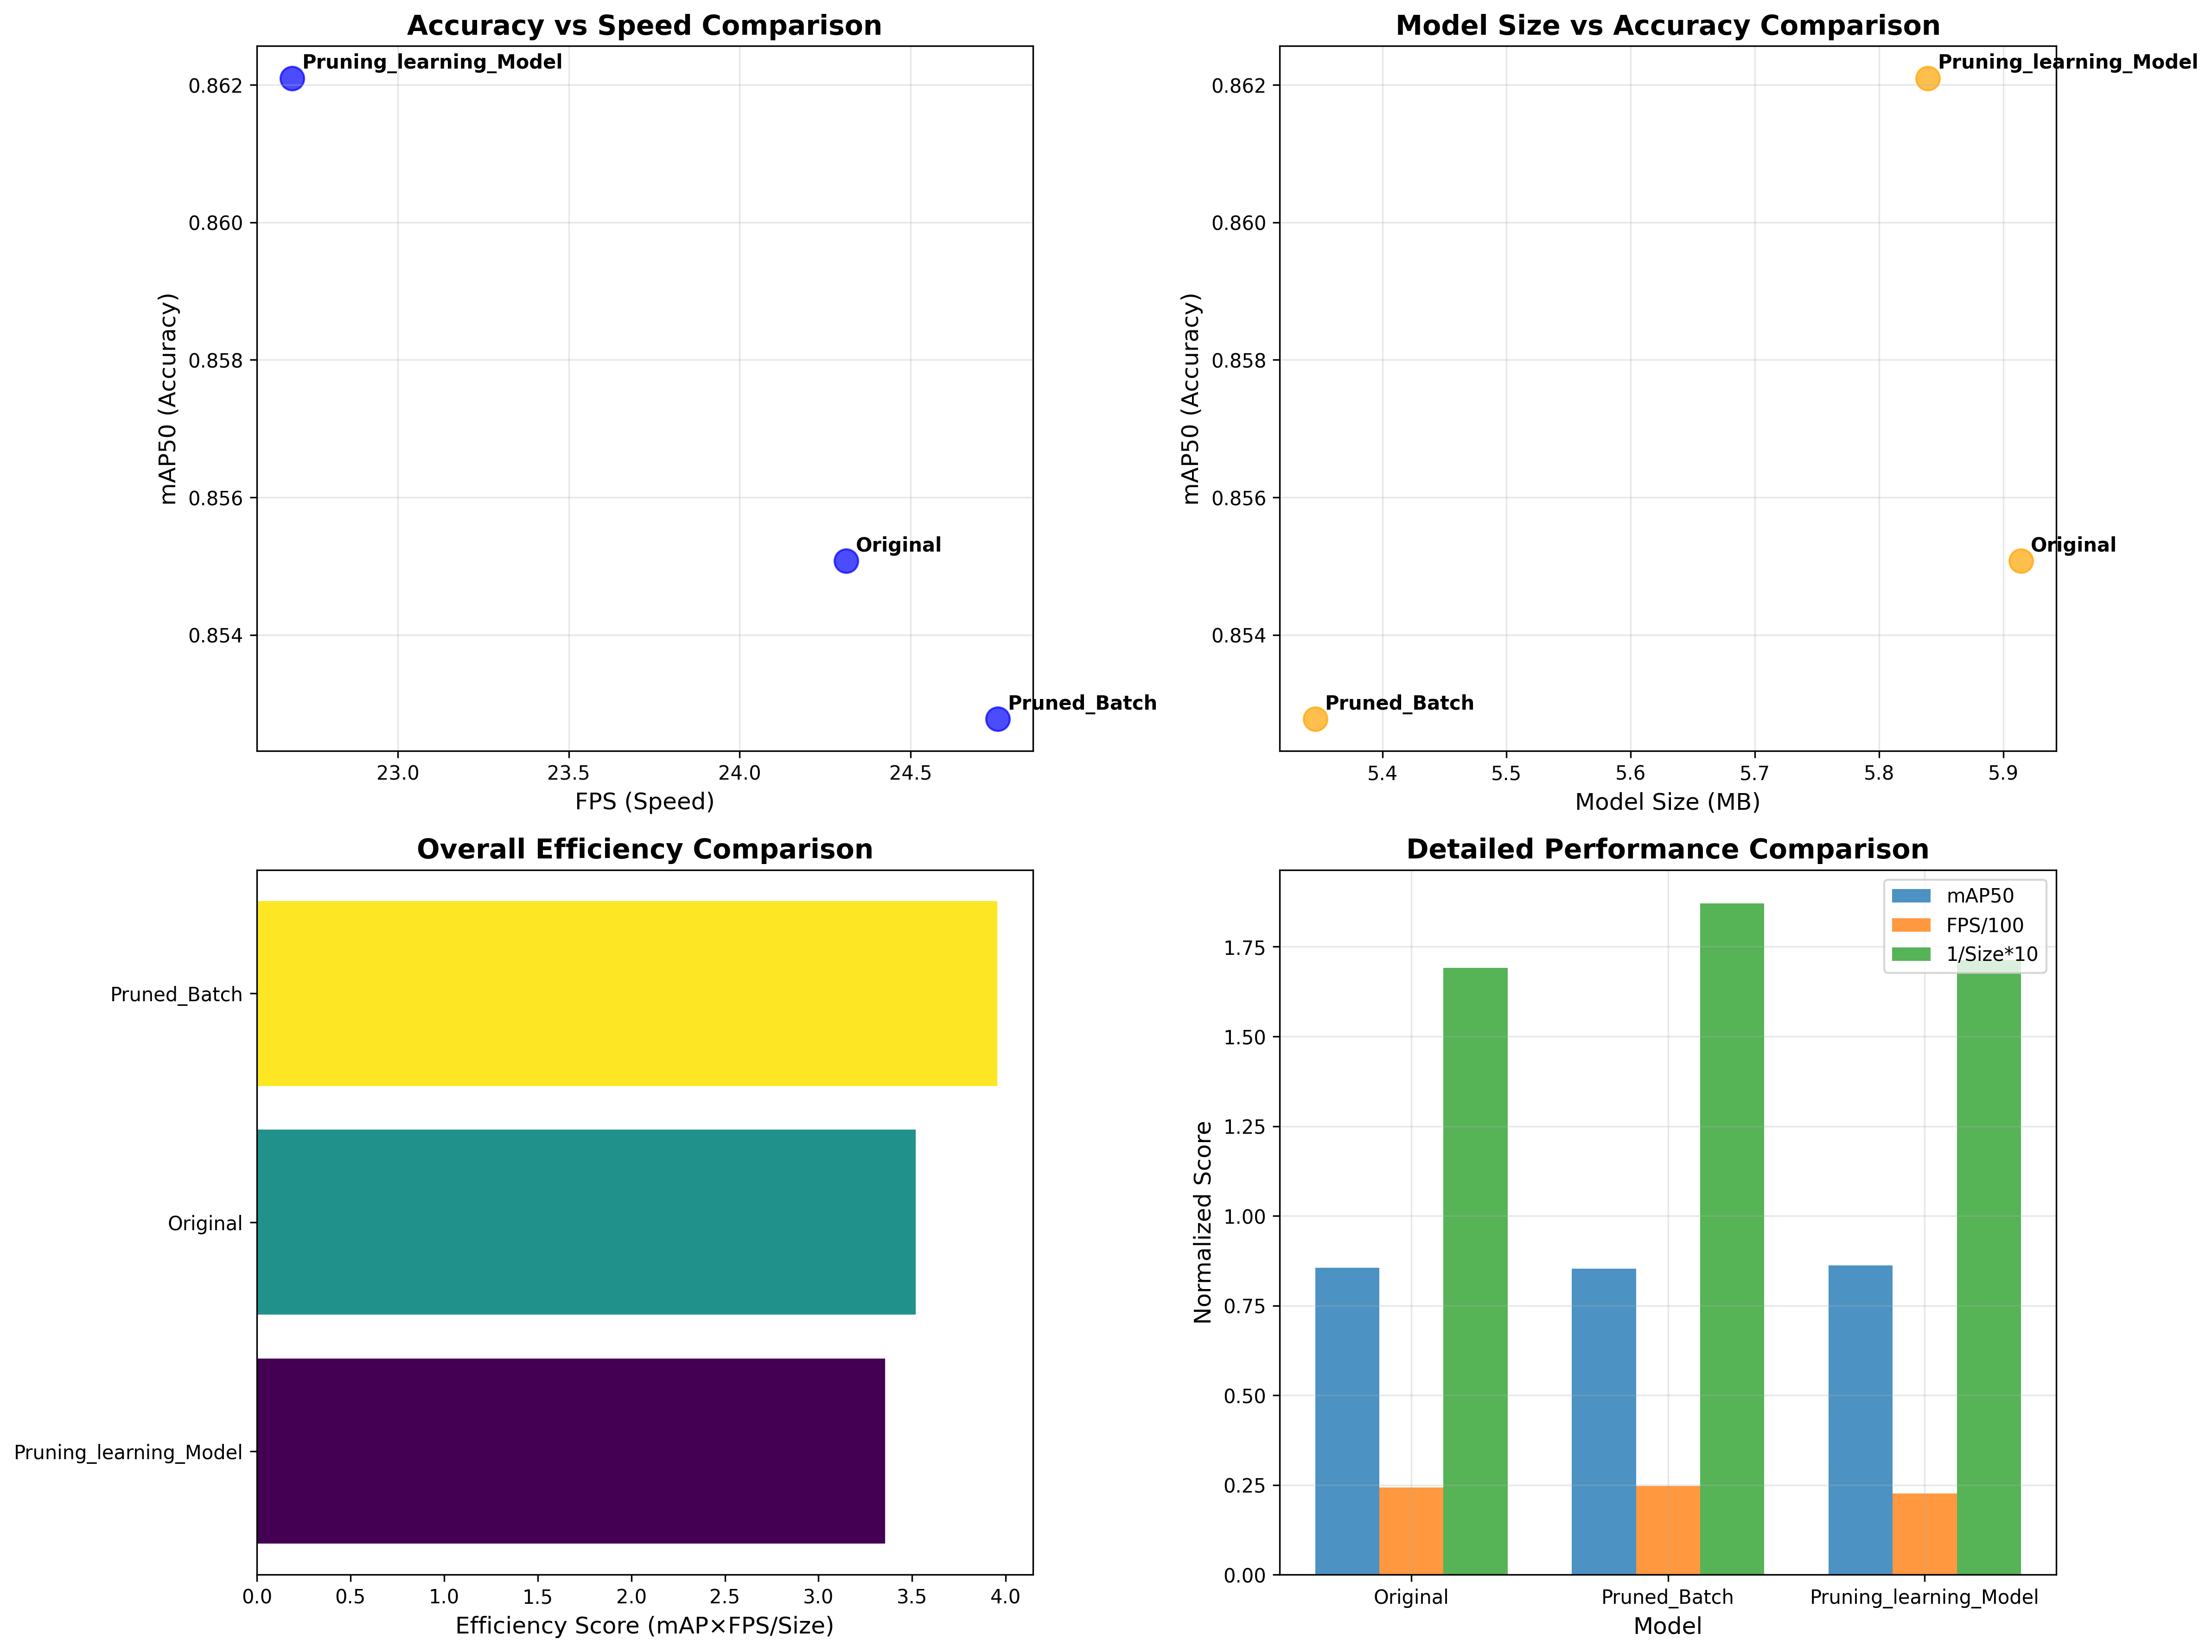 Accuracy vs Speed Comparison
Pruning_learning_Model
0.862
0.860
0.858
0.856
0.854
mAP50 (Accuracy)
Original
Pruned_Batch
23.0 23.5 24.0 24.5
FPS (Speed)
Model Size vs Accuracy Comparison
Pruning_learning_Model
0.862
0.860
0.858
0.856
0.854
mAP50 (Accuracy)
Original
Pruned_Batch
5.4 5.5 5.6 5.7 5.8 5.9
Model Size (MB)
Overall Efficiency Comparison
Pruned_Batch
Original
Pruning_learning_Model
0.0 0.5 1.0 1.5 2.0 2.5 3.0 3.5 4.0
Efficiency Score (mAP×FPS/Size)
Detailed Performance Comparison
mAP50
FPS/100
1/Size*10
1.75
1.50
1.25
1.00
0.75
0.50
0.25
0.00
Normalized Score
Original Pruned_Batch Pruning_learning_Model
Model